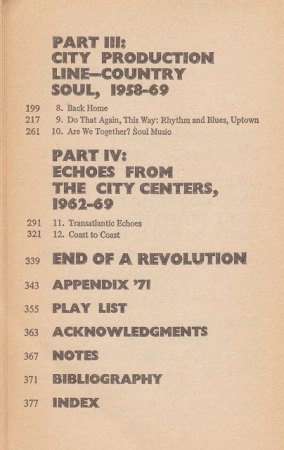 PART III:
CITY PRODUCTION
LINE—COUNTRY
SOUL, 1958-69
199 8. Back Home
217 9. Do That Again, This Way: Rhythm and Blues, Uptown
261 10. Are We Together? Soul Music
PART IV:
ECHOES FROM
THE CITY CENTERS,
1962-69
291 11. Transatlantic Echoes
321 12. Coast to Coast
339 END OF A REVOLUTION
343 APPENDIX '71
355 PLAY LIST
363 ACKNOWLEDGMENTS
367 NOTES
371 BIBLIOGRAPHY
377 INDEX